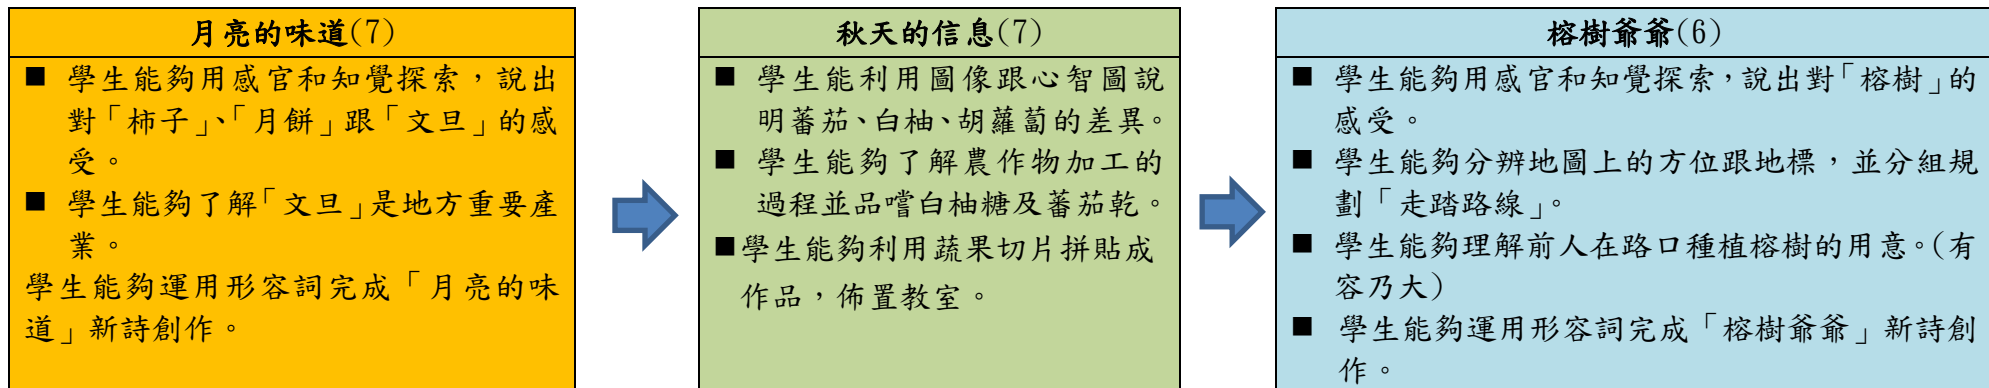 月亮的味道(7)
■ 學生能夠用感官和知覺探索，說出
對「柿子」、「月餅」跟「文旦」的感
受。
■ 學生能夠了解「文旦」是地方重要產
業。
學生能夠運用形容詞完成「月亮的味
道」新詩創作。
秋天的信息(7)
■ 學生能利用圖像跟心智圖說
明蕃茄、白柚、胡蘿蔔的差異。
■ 學生能夠了解農作物加工的
過程並品嚐白柚糖及蕃茄乾。
■學生能夠利用蔬果切片拼貼成
作品，佈置教室。
榕樹爺爺(6)
■ 學生能夠用感官和知覺探索，說出對「榕樹」的
感受。
■ 學生能夠分辨地圖上的方位跟地標，並分組規
劃「走踏路線」。
■ 學生能夠理解前人在路口種植榕樹的用意。(有
容乃大)
■ 學生能夠運用形容詞完成「榕樹爺爺」新詩創
作。